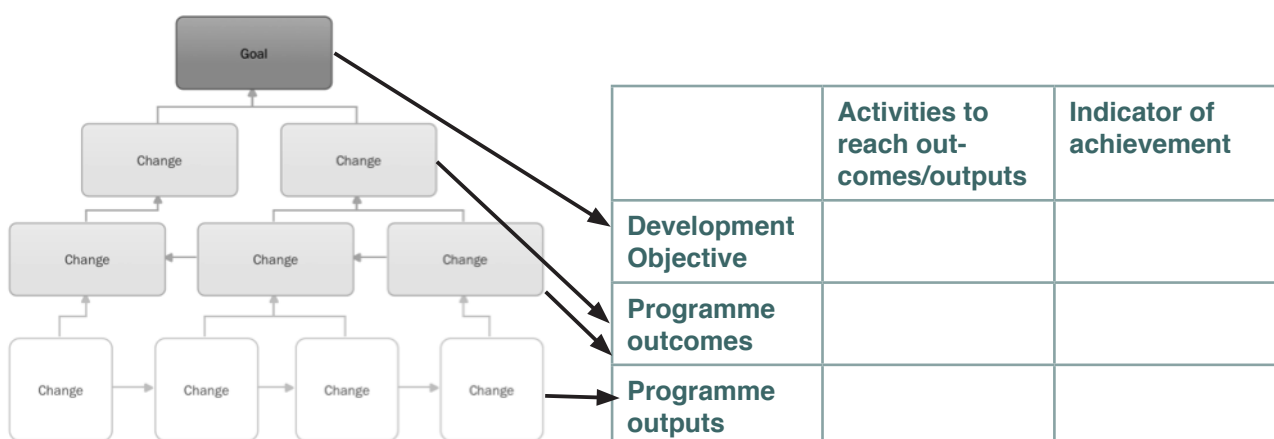 Goal
Change
Change
Change
Change
Change
Change
Change
Change
Change
Activities to
reach out-
comes/outputs
Indicator of
achievement
Development
Objective
Programme
outcomes
Programme
outputs